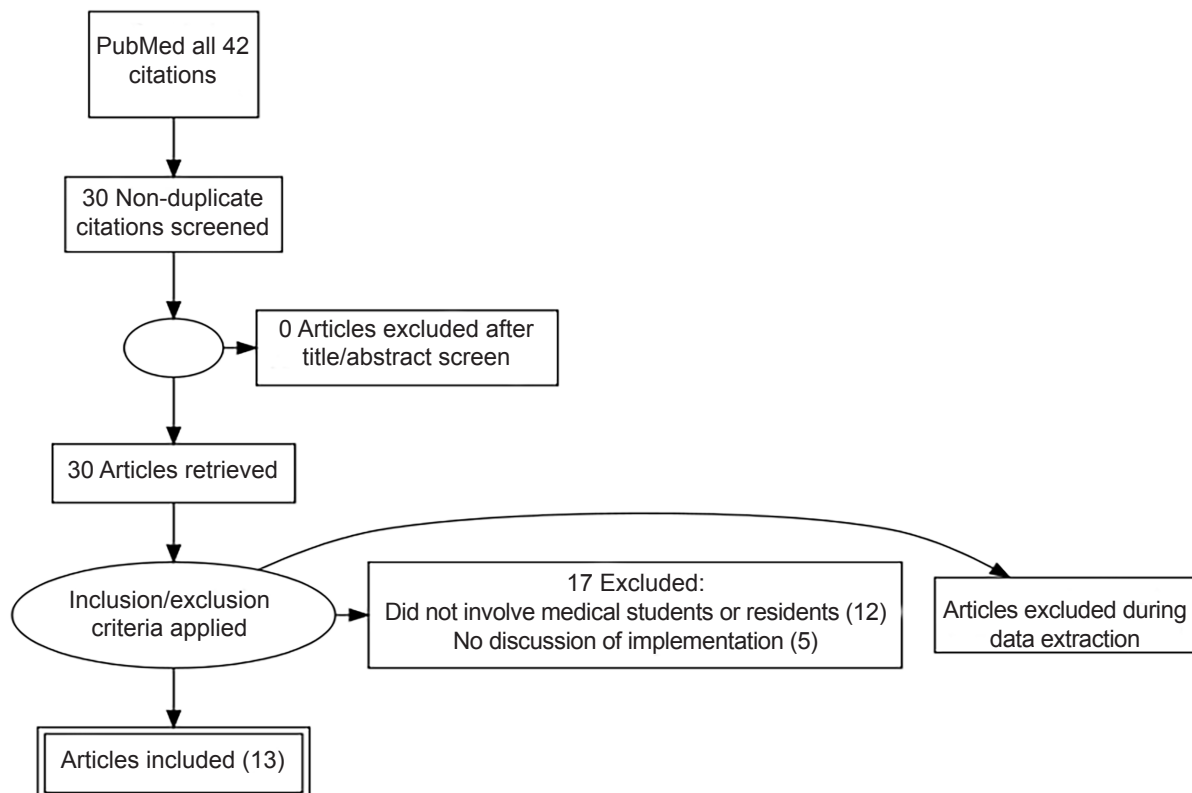 PubMed all 42
citations
30 Non-duplicate
citations screened
0 Articles excluded after
title/abstract screen
30 Articles retrieved
Inclusion/exclusion
criteria applied
17 Excluded:
Did not involve medical students or residents (12)
No discussion of implementation (5)
Articles excluded during
data extraction
Articles included (13)